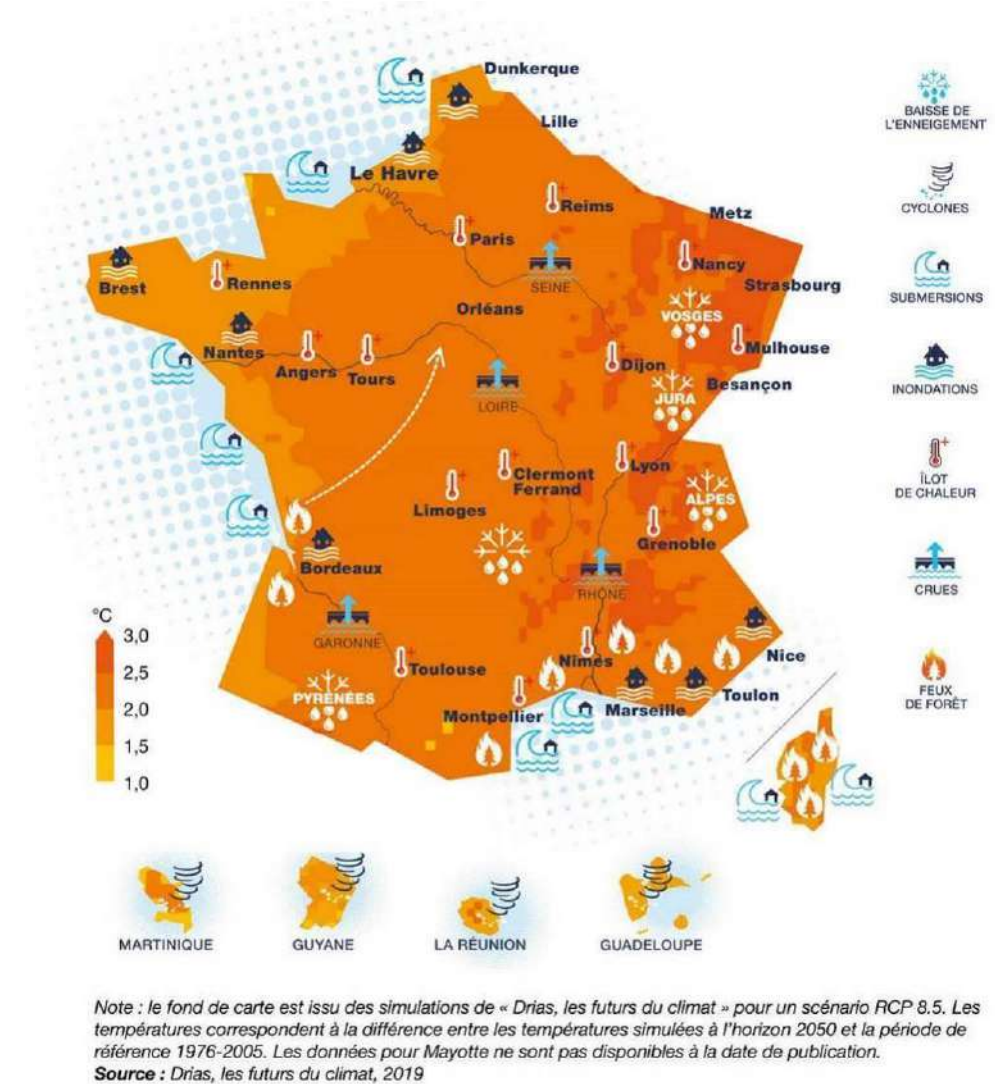 Dunkerque
Lille
Le Havre
Reims
Metz
Paris
Nancy
Brest
Rennes
SEINE
Strasbourg
Orléans
VOSGES
Nantes
Mulhouse
Angers
Tours
Dijon
Besançon
LOIRE
JURA
Lyon
Clermont
Ferrand
ALPES
Limoges
Grenoble
Bordeaux
RHÔNE
GARONNE
Nîmes
Nice
Toulouse
PYRÉNÉES
Toulon
Montpellier
Marseille
°C
3,0
2,5
2,0
1,5
1,0
BAISSE DE
L'ENNEIGEMENT
CYCLONES
SUBMERSIONS
INONDATIONS
ÎLOT
DE CHALEUR
CRUES
FEUX
DE FORÊT
MARTINIQUE
GUYANE
LA RÉUNION
GUADELOUPE
Note : le fond de carte est issu des simulations de « Drias, les futurs du climat » pour un scénario RCP 8.5. Les
températures correspondent à la différence entre les températures simulées à l'horizon 2050 et la période de
référence 1976-2005. Les données pour Mayotte ne sont pas disponibles à la date de publication.
Source : Drias, les futurs du climat, 2019